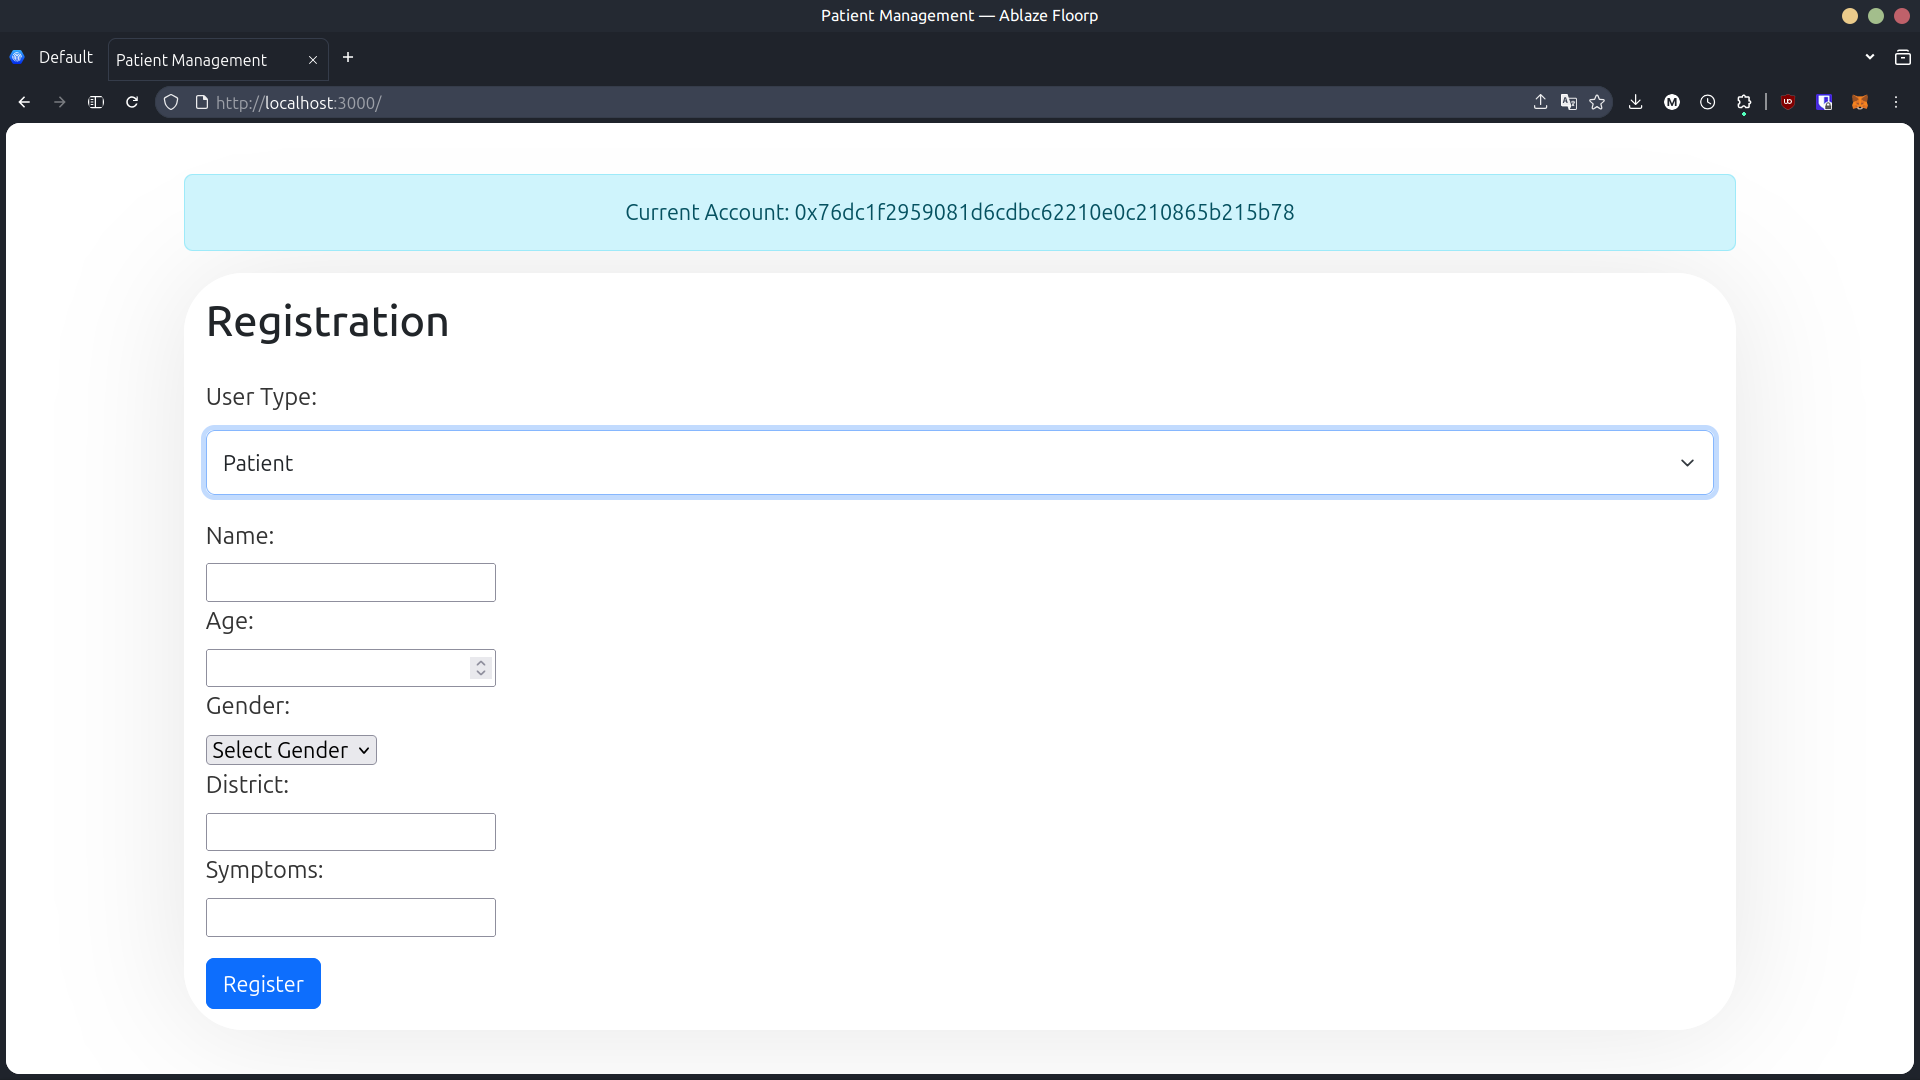 Patient Management — Ablaze Floorp
Default
Patient Management
http://localhost:3000/
Current Account: 0x76dc1f2959081d6cdbc62210e0c210865b215b78
Registration
User Type:
Patient
Name:
Age:
Gender:
Select Gender
District:
Symptoms:
Register